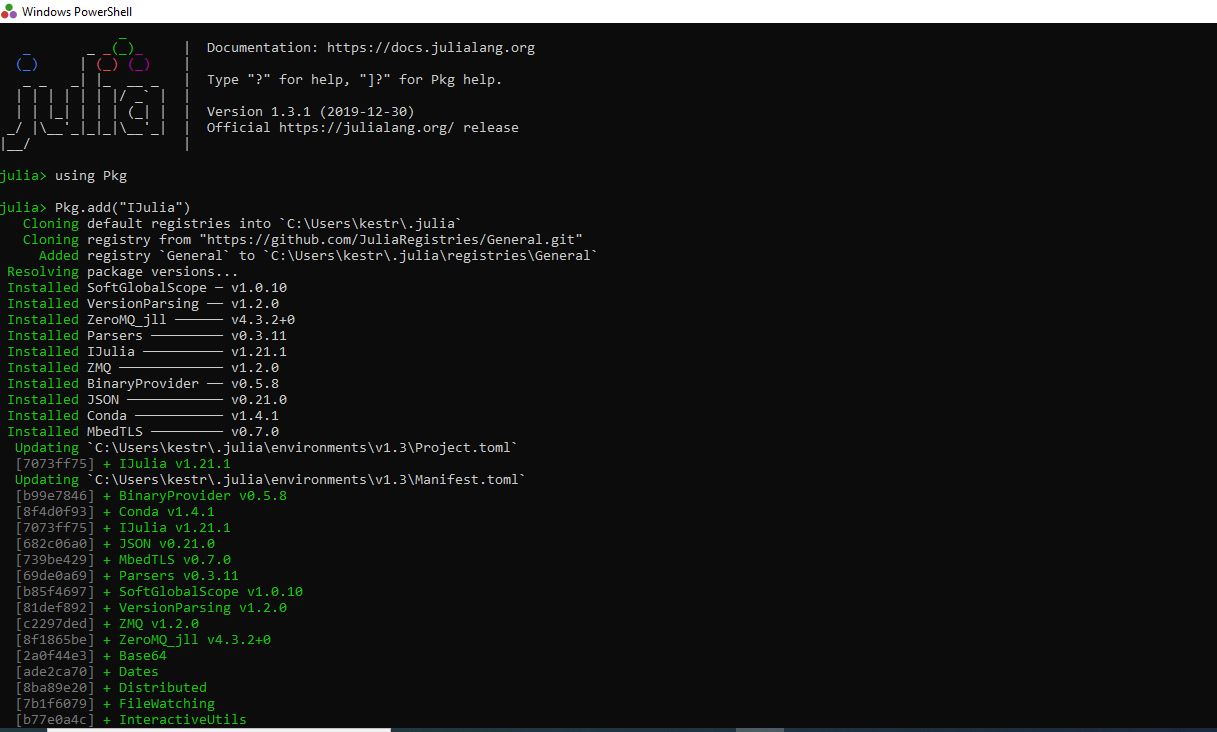 Windows PowerShell
Documentation: https://docs.julialang.org
Type "?" for help, "]?" for Pkg help.
Version 1.3.1 (2019-12-30)
Official https://julialang.org/ release
julia> using Pkg
julia> Pkg.add("IJulia")
Cloning default registries into `C:\Users\kestr\.julia`
Cloning registry from "https://github.com/JuliaRegistries/General.git"
Added registry `General` to `C:\Users\kestr\.julia\registries\General`
Resolving package versions...
Installed SoftGlobalScope ─ v1.0.10
Installed VersionParsing ── v1.2.0
Installed ZeroMQ_jll ────── v4.3.2+0
Installed Parsers ───────── v0.3.11
Installed IJulia ────────── v1.21.1
Installed ZMQ ───────────── v1.2.0
Installed BinaryProvider ── v0.5.8
Installed JSON ──────────── v0.21.0
Installed Conda ─────────── v1.4.1
Installed MbedTLS ───────── v0.7.0
Updating `C:\Users\kestr\.julia\environments\v1.3\Project.toml`
[7073ff75] + IJulia v1.21.1
Updating `C:\Users\kestr\.julia\environments\v1.3\Manifest.toml`
[b99e7846] + BinaryProvider v0.5.8
[8f4d0f93] + Conda v1.4.1
[7073ff75] + IJulia v1.21.1
[682c06a0] + JSON v0.21.0
[739be429] + MbedTLS v0.7.0
[69de0a69] + Parsers v0.3.11
[b85f4697] + SoftGlobalScope v1.0.10
[81def892] + VersionParsing v1.2.0
[c2297ded] + ZMQ v1.2.0
[8f1865be] + ZeroMQ_jll v4.3.2+0
[2a0f44e3] + Base64
[ade2ca70] + Dates
[8ba89e20] + Distributed
[7b1f6079] + FileWatching
[b77e0a4c] + InteractiveUtils